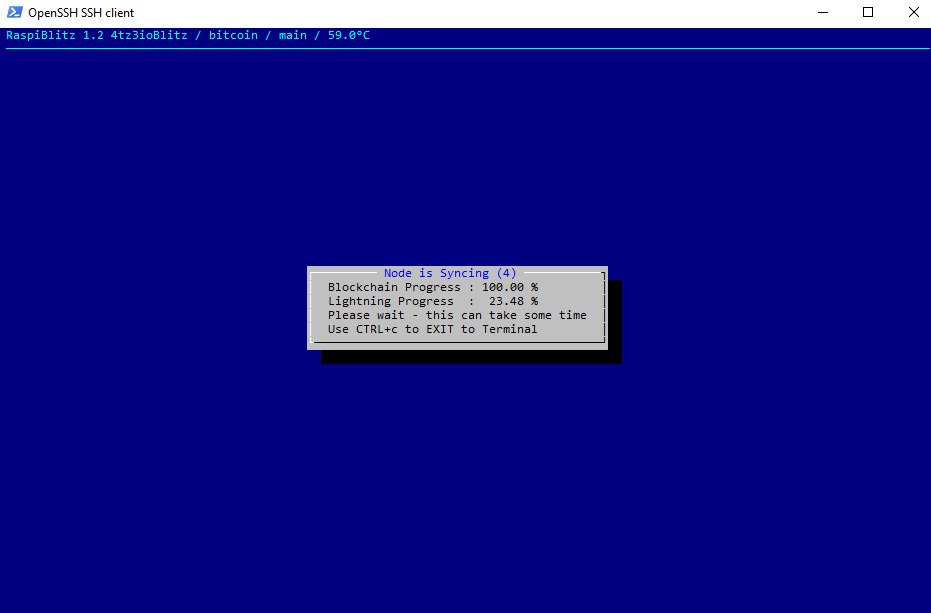 OpenSSH SSH client
RaspiBlitz 1.2 4tz3ioBlitz / bitcoin / main / 59.0°C
Node is Syncing (4)
Blockchain Progress : 100.00 %
Lightning Progress  :  23.48 %
Please wait - this can take some time
Use CTRL+c to EXIT to Terminal